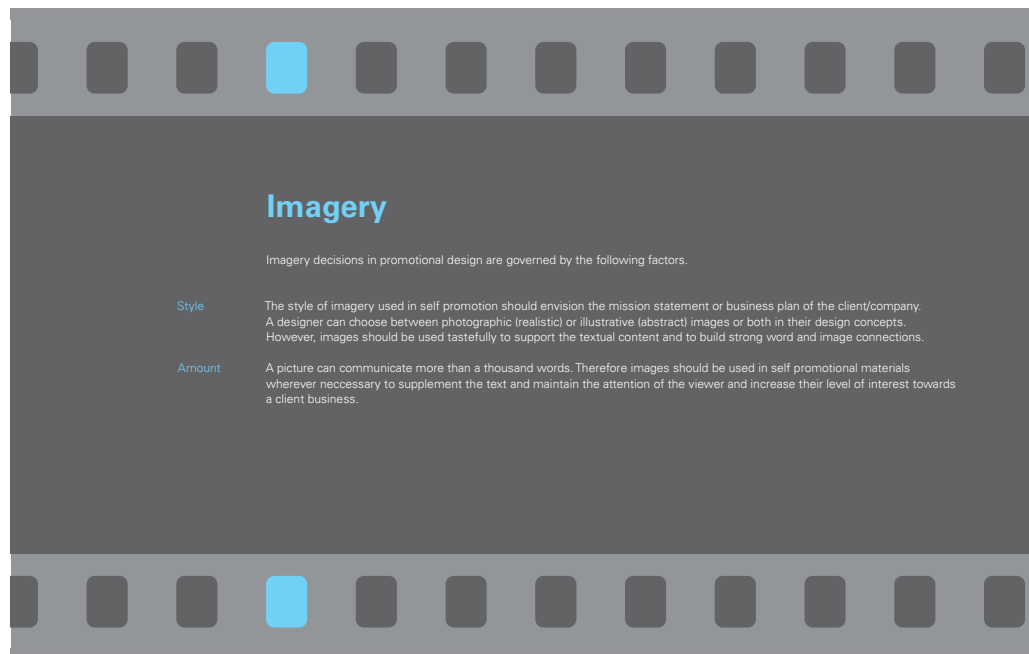 Imagery
Imagery decisions in promotional design are governed by the following factors.
Style
The style of imagery used in self promotion should envision the mission statement or business plan of the client/company.
A designer can choose between photographic (realistic) or illustrative (abstract) images or both in their design concepts.
However, images should be used tastefully to support the textual content and to build strong word and image connections.
Amount
A picture can communicate more than a thousand words. Therefore images should be used in self promotional materials
wherever neccessary to supplement the text and maintain the attention of the viewer and increase their level of interest towards
a client business.